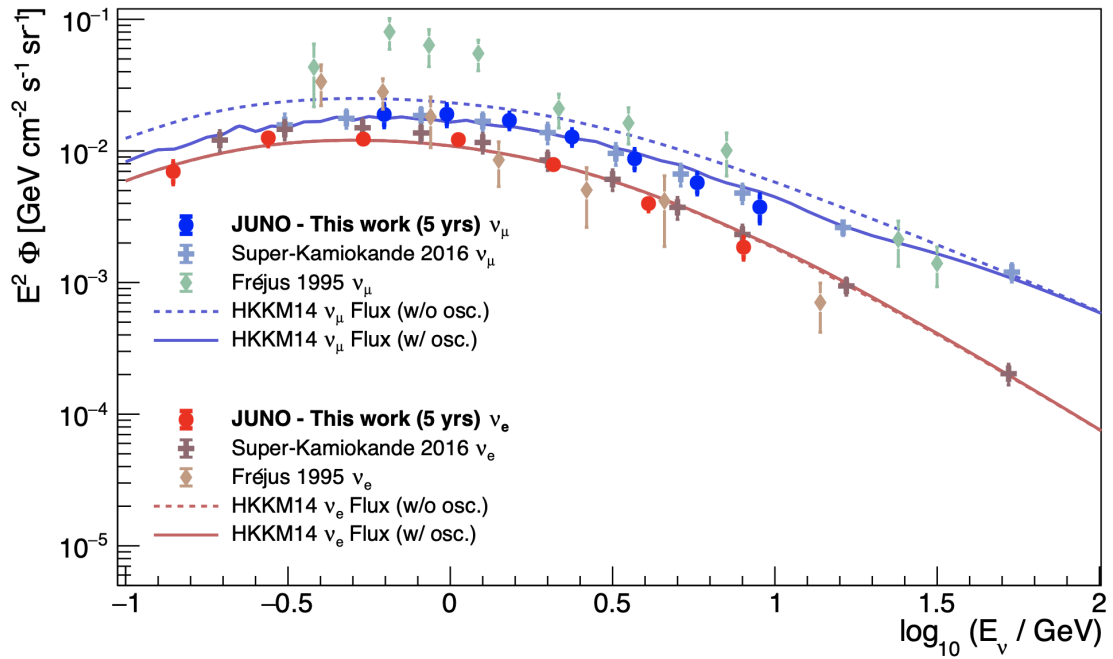 E² Φ [GeV cm⁻² s⁻¹ sr⁻¹]
10⁻¹
10⁻²
10⁻³
10⁻⁴
10⁻⁵
JUNO - This work (5 yrs) νμ
Super-Kamiokande 2016 νμ
Fréjus 1995 νμ
HKKM14 νμ Flux (w/o osc.)
HKKM14 νμ Flux (w/ osc.)
JUNO - This work (5 yrs) νe
Super-Kamiokande 2016 νe
Fréjus 1995 νe
HKKM14 νe Flux (w/o osc.)
HKKM14 νe Flux (w/ osc.)
−1 −0.5 0 0.5 1 1.5 2
log₁₀ (Eν / GeV)